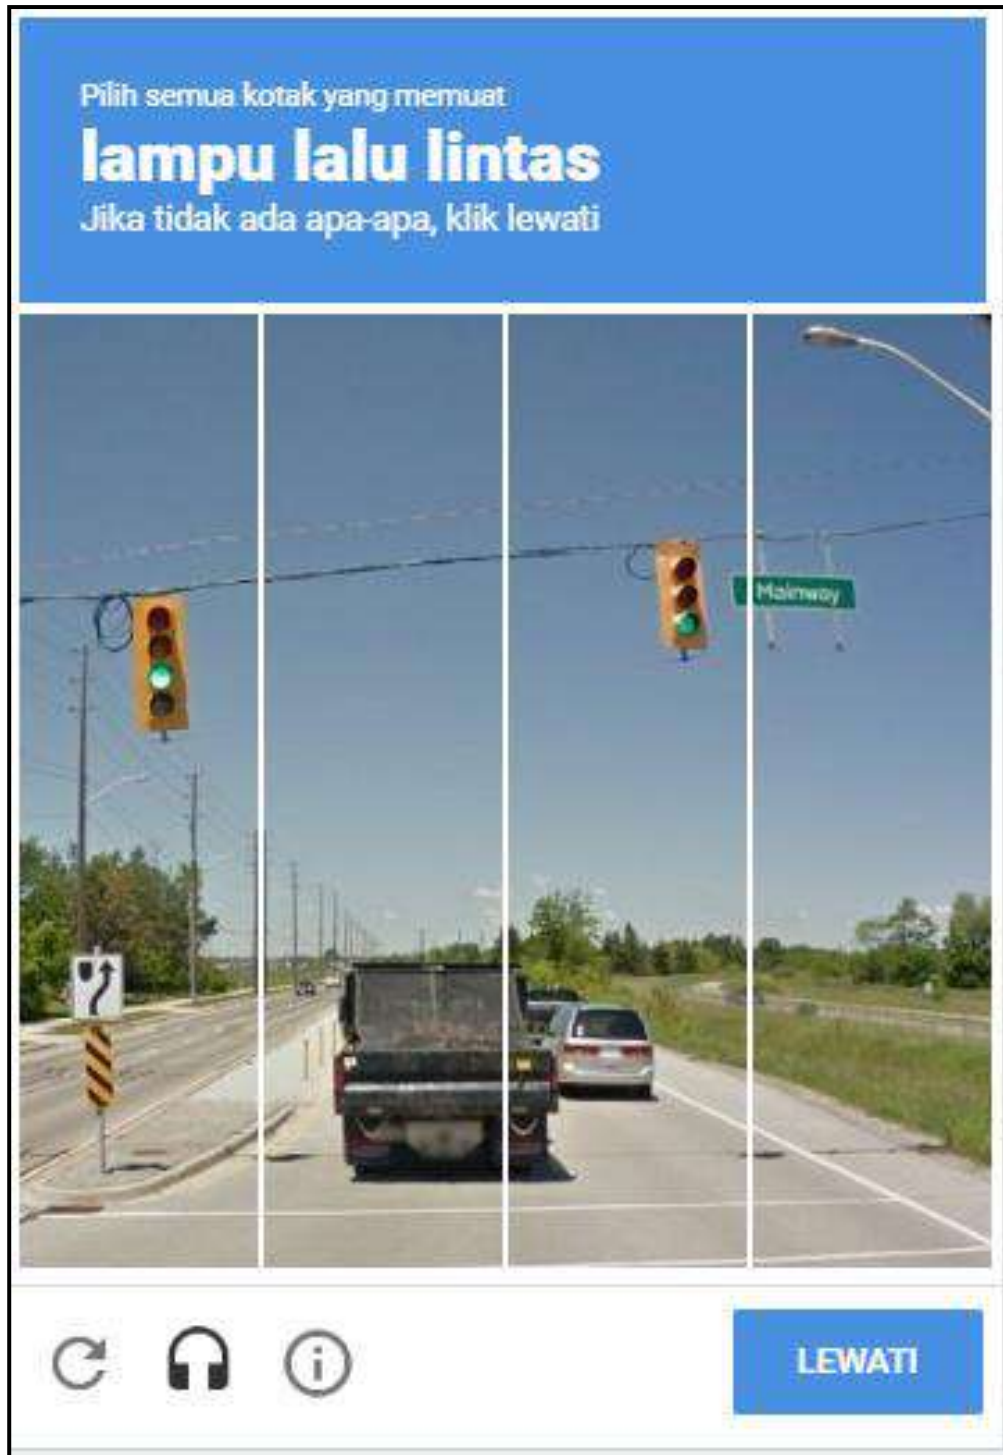 Pilih semua kotak yang memuat
lampu lalu lintas
Jika tidak ada apa-apa, klik lewati
Mainway
LEWATI